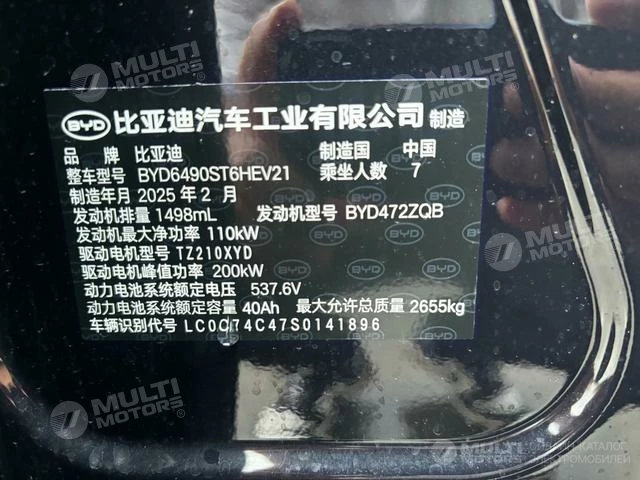 MULTI MOTORS®
MULTI MOTORS®
BYD 比亚迪汽车工业有限公司 制造
品 牌 比亚迪 制造国 中国
整车型号 BYD6490ST6HEV21 乘坐人数 7
制造年月 2025 年 2 月
发动机排量 1498mL 发动机型号 BYD472ZQB
发动机最大净功率 110kW
驱动电机型号 TZ210XYD
驱动电机峰值功率 200kW
动力电池系统额定电压 537.6V
动力电池系统额定容量 40Ah 最大允许总质量 2655kg
车辆识别代号 LC0C74C47S0141896
MULTI MOTORS®
MULTI MOTORS®
ОНЛАЙН-КАТАЛОГ
ЭЛЕКТРОМОБИЛЕЙ